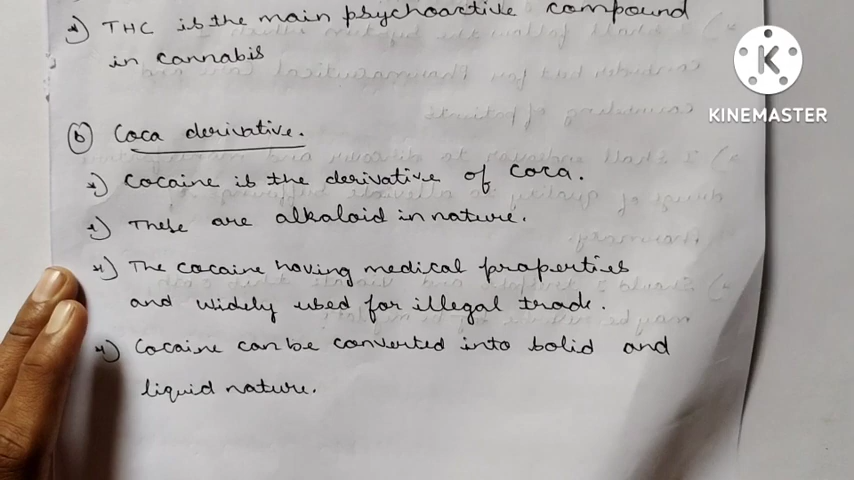 *) THC is the main psychoactive compound
in cannabis
KINEMASTER
(b) Coca derivative.
*) Cocaine is the derivative of coca.
*) These are alkaloid in nature.
*) The cocaine having medical properties
and widely used for illegal trade.
*) Cocaine can be converted into solid and
liquid nature.